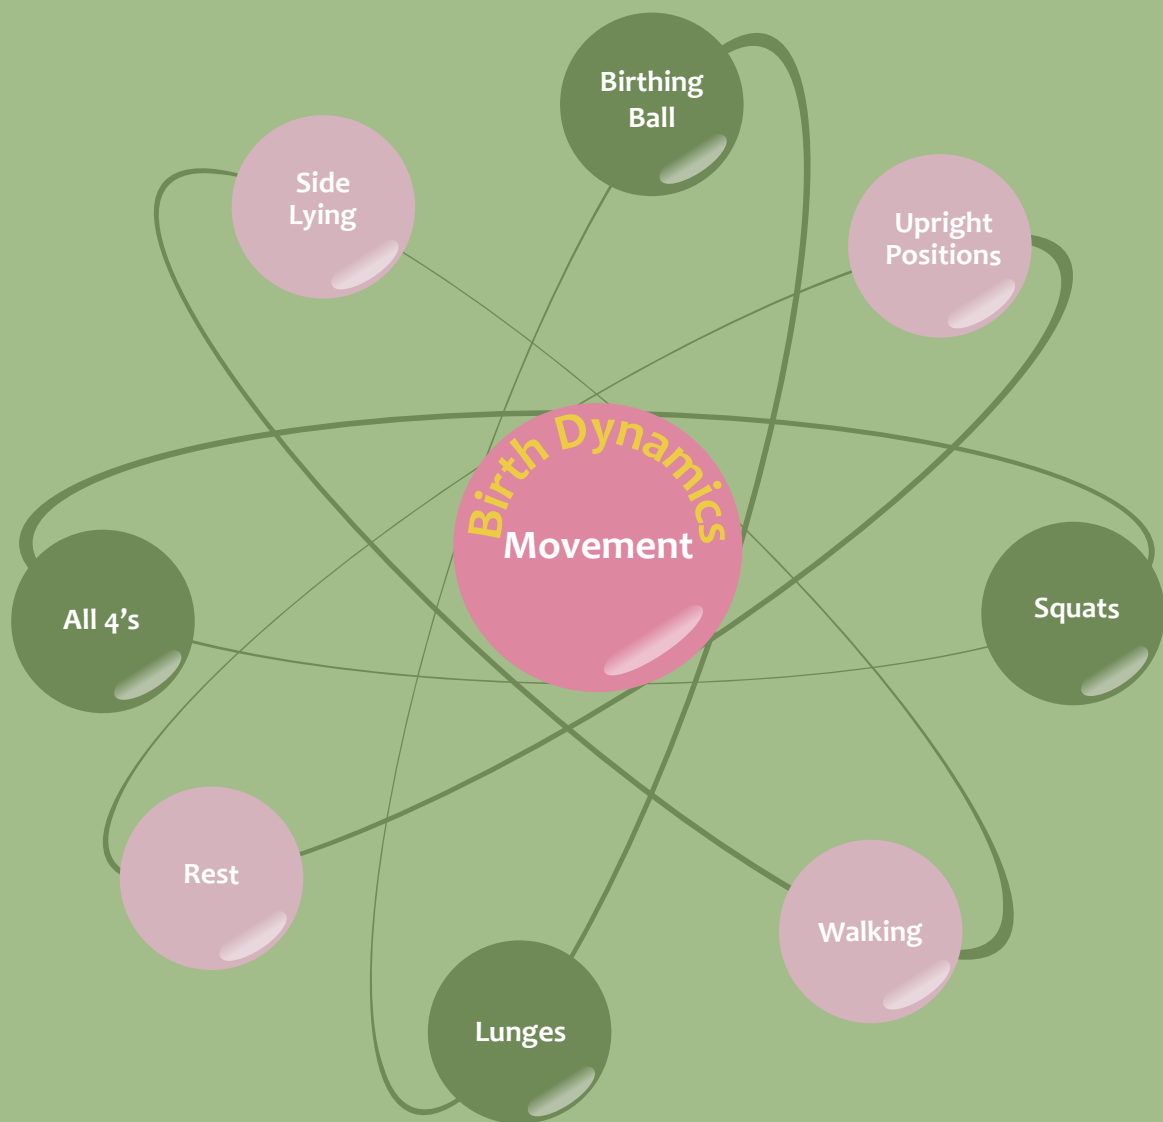 Birthing
Ball
Side
Lying
Upright
Positions
Birth Dynamics
Movement
All 4's
Squats
Rest
Walking
Lunges